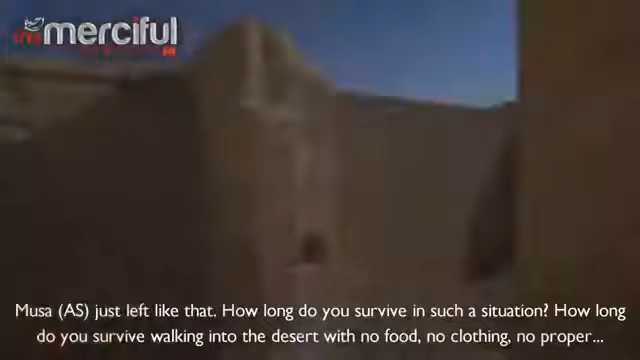 merciful
Musa (AS) just left like that. How long do you survive in such a situation? How long
do you survive walking into the desert with no food, no clothing, no proper...